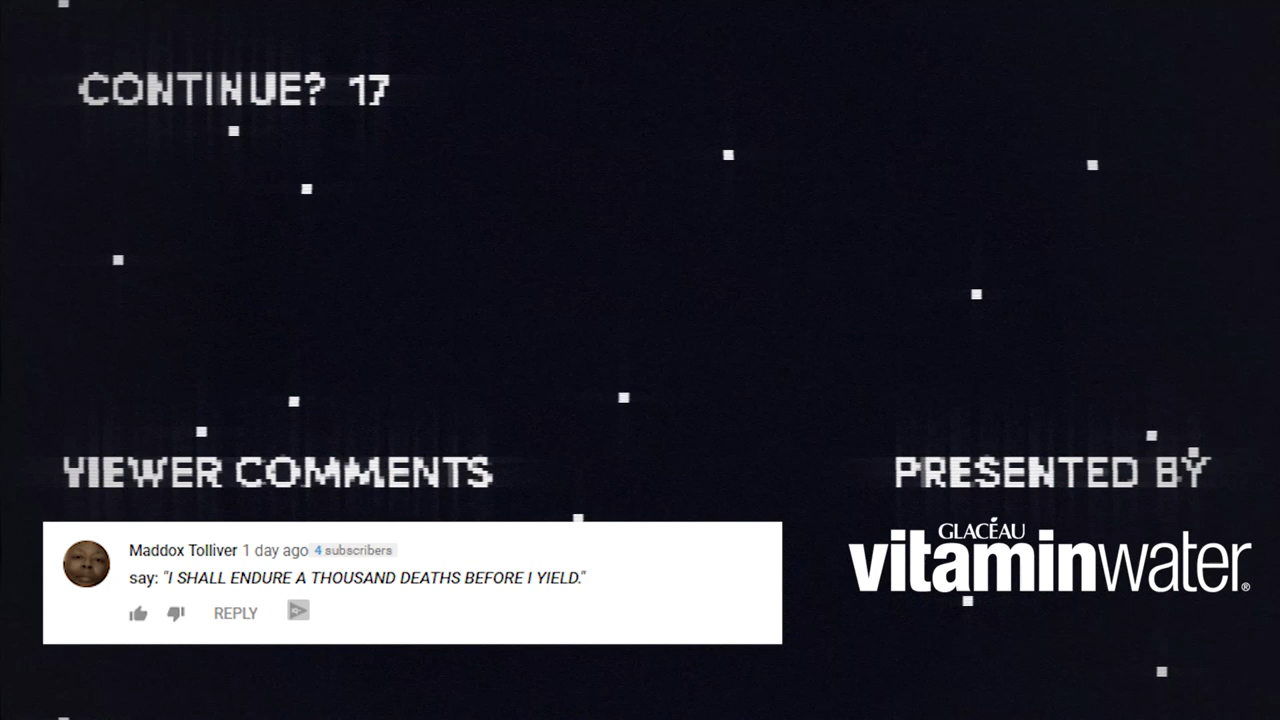 CONTINUE? 17
VIEWER COMMENTS
Maddox Tolliver 1 day ago 4 subscribers
say: "I SHALL ENDURE A THOUSAND DEATHS BEFORE I YIELD."
REPLY
PRESENTED BY
GLACÉAU
vitaminwater®